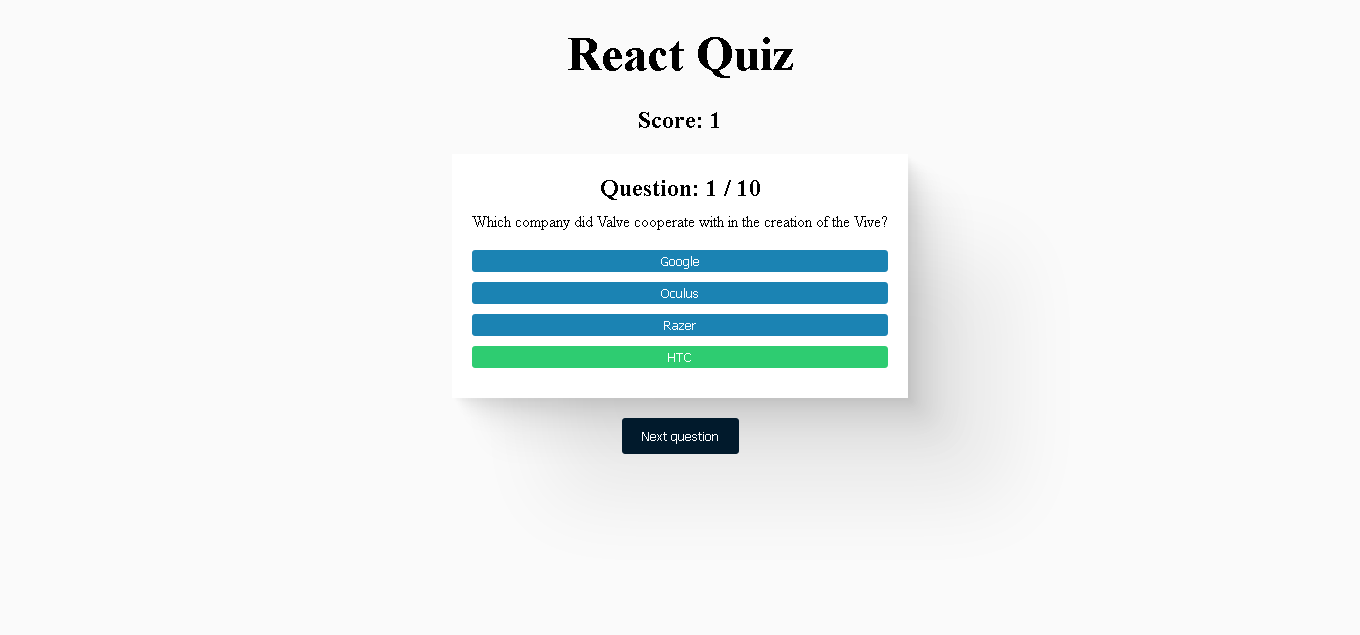 React Quiz
Score: 1
Question: 1 / 10
Which company did Valve cooperate with in the creation of the Vive?
Google
Oculus
Razer
HTC
Next question